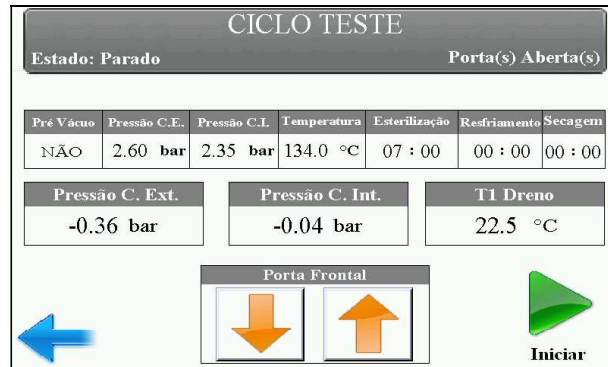 CICLO TESTE
Estado: Parado Porta(s) Aberta(s)
Pré Vácuo Pressão C.E. Pressão C.I. Temperatura Esterilização Resfriamento Secagem
NÃO 2.60 bar 2.35 bar 134.0 °C 07 : 00 00 : 00 00 : 00
Pressão C. Ext. Pressão C. Int. T1 Dreno
-0.36 bar -0.04 bar 22.5 °C
Porta Frontal
Iniciar